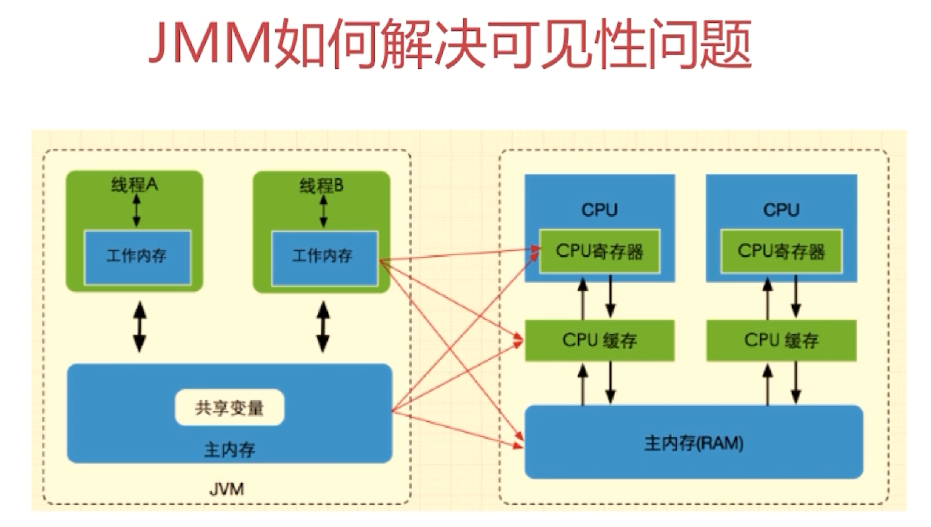 JMM如何解决可见性问题
线程A
工作内存
线程B
工作内存
共享变量
主内存
JVM
CPU
CPU寄存器
CPU 缓存
CPU
CPU寄存器
CPU 缓存
主内存(RAM)